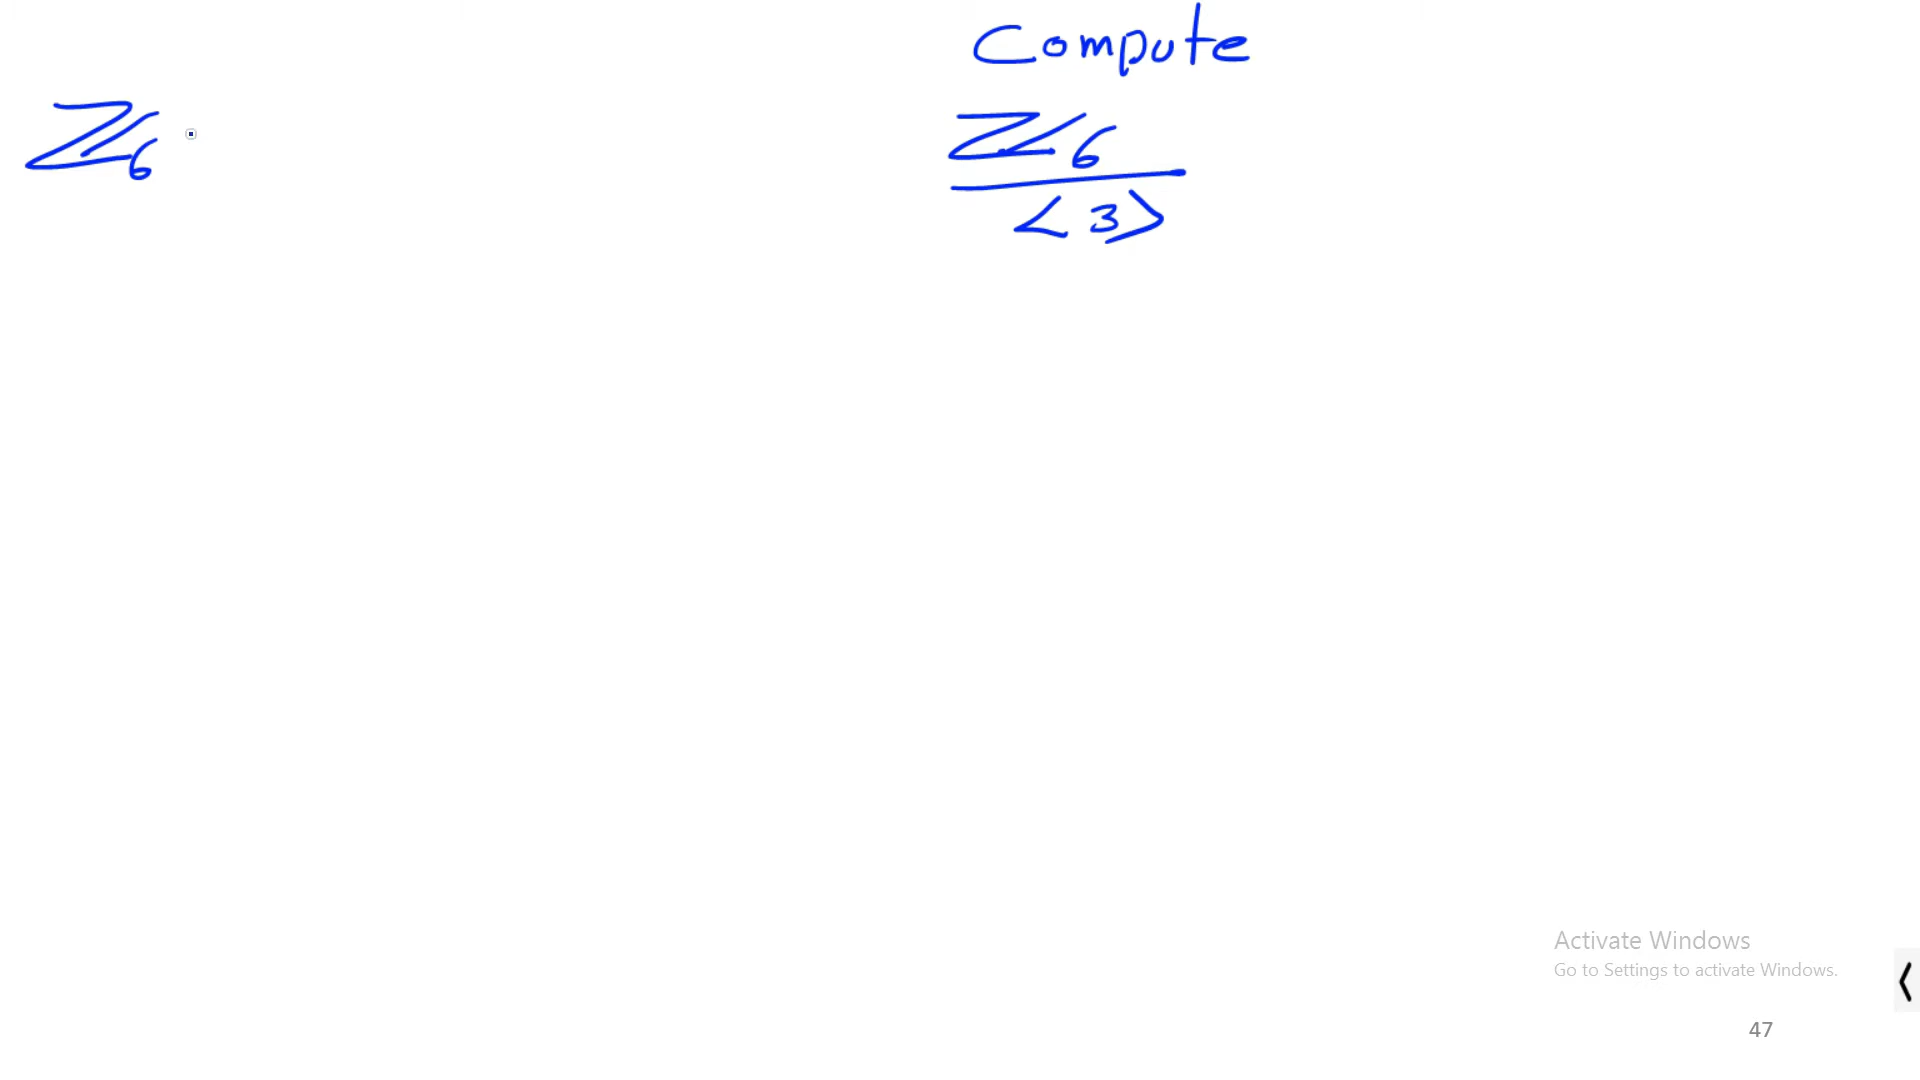 Compute
ℤ₆
ℤ₆
⟨3⟩
Activate Windows
Go to Settings to activate Windows.
47